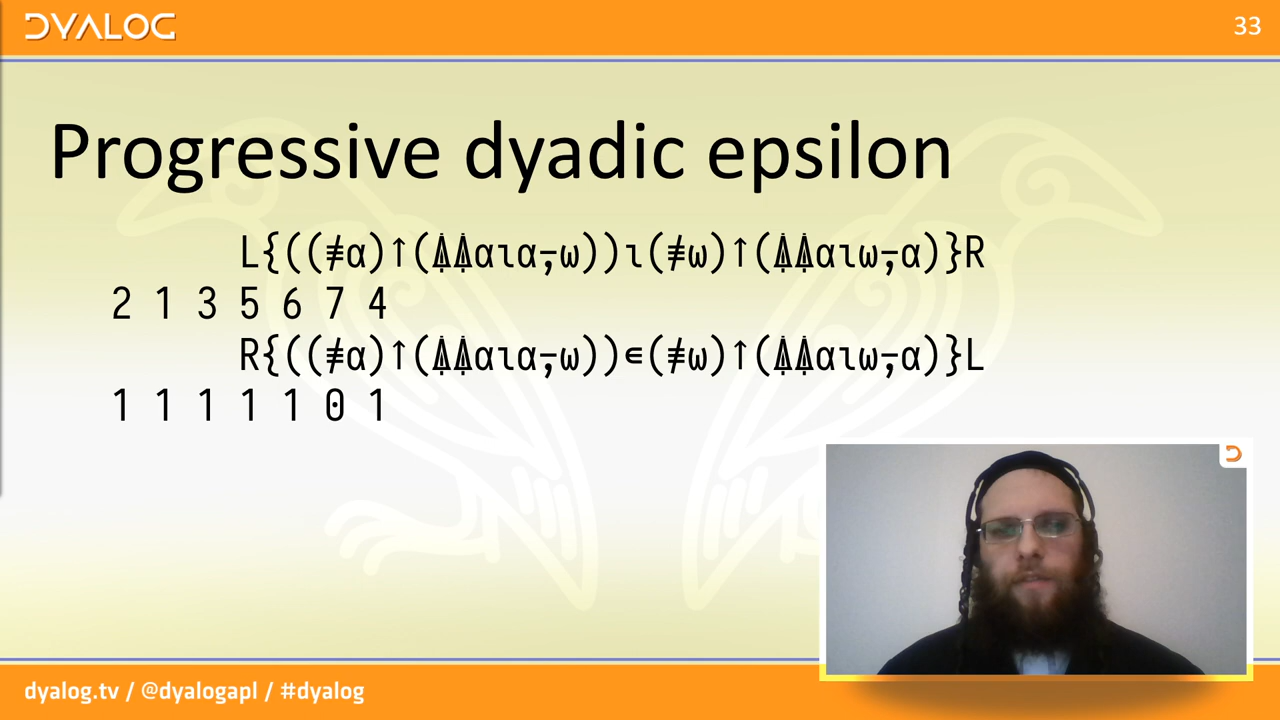 DYALOG
33
Progressive dyadic epsilon
L{((≢⍺)↑(⍋⍋⍺⍳⍺⍪⍵))⍳(≢⍵)↑(⍋⍋⍺⍳⍵⍪⍺)}R
2 1 3 5 6 7 4
R{((≢⍺)↑(⍋⍋⍺⍳⍺⍪⍵))∊(≢⍵)↑(⍋⍋⍺⍳⍵⍪⍺)}L
1 1 1 1 1 0 1
dyalog.tv / @dyalogapl / #dyalog